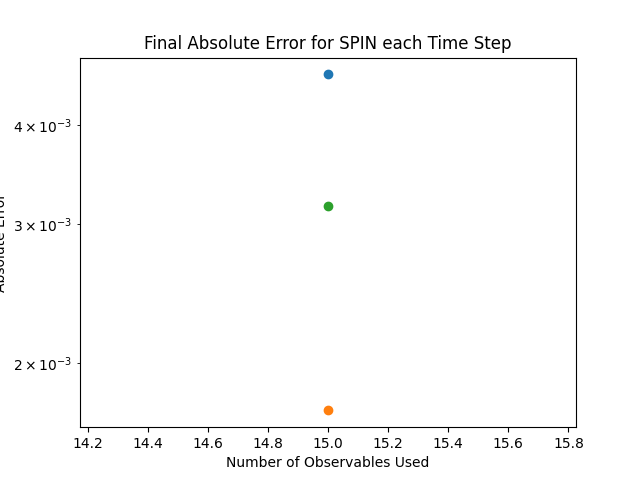 Final Absolute Error for SPIN each Time Step
Absolute Error
4 × 10⁻³
3 × 10⁻³
2 × 10⁻³
14.2 14.4 14.6 14.8 15.0 15.2 15.4 15.6 15.8
Number of Observables Used